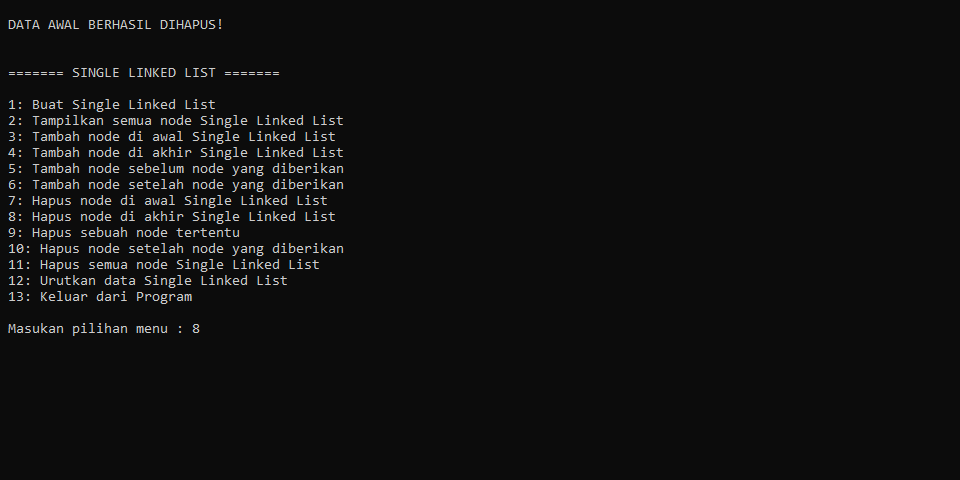 DATA AWAL BERHASIL DIHAPUS!
======= SINGLE LINKED LIST =======
1: Buat Single Linked List
2: Tampilkan semua node Single Linked List
3: Tambah node di awal Single Linked List
4: Tambah node di akhir Single Linked List
5: Tambah node sebelum node yang diberikan
6: Tambah node setelah node yang diberikan
7: Hapus node di awal Single Linked List
8: Hapus node di akhir Single Linked List
9: Hapus sebuah node tertentu
10: Hapus node setelah node yang diberikan
11: Hapus semua node Single Linked List
12: Urutkan data Single Linked List
13: Keluar dari Program
Masukan pilihan menu : 8